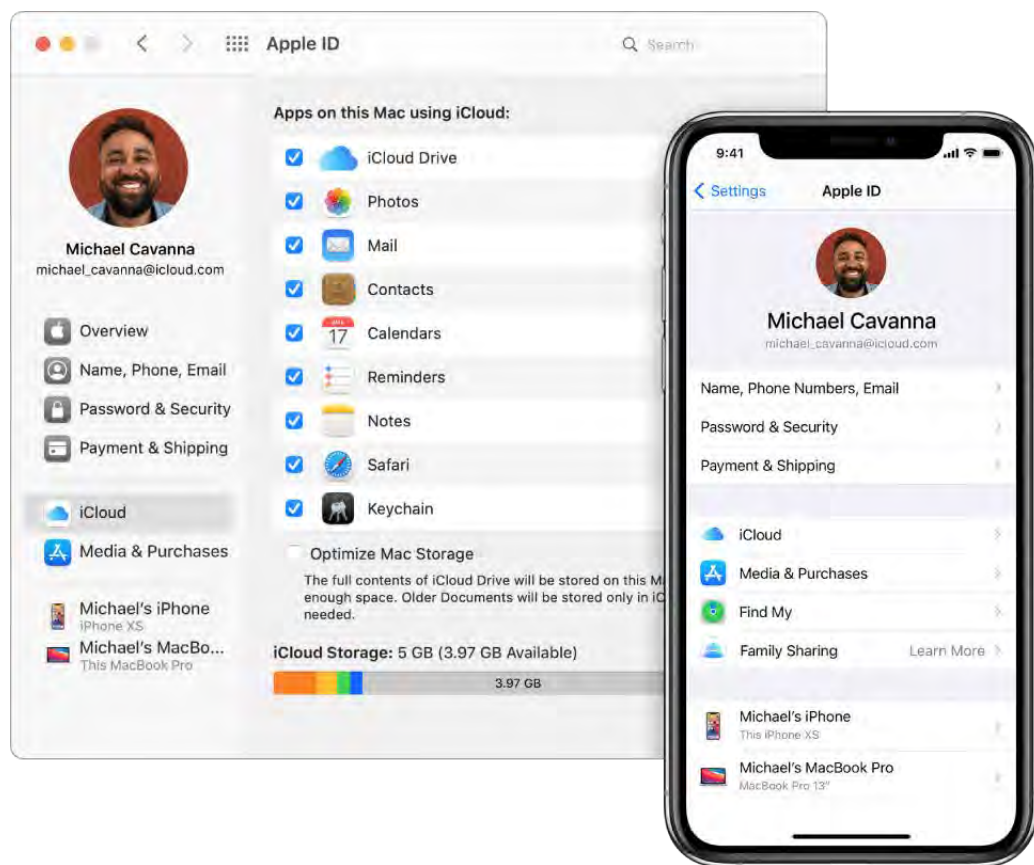 Apple ID
Search
Michael Cavanna
michael_cavanna@icloud.com
Overview
Name, Phone, Email
Password & Security
Payment & Shipping
iCloud
Media & Purchases
Michael's iPhone
iPhone XS
Michael's MacBo...
This MacBook Pro
Apps on this Mac using iCloud:
iCloud Drive
Photos
Mail
Contacts
17
Calendars
Reminders
Notes
Safari
Keychain
Optimize Mac Storage
The full contents of iCloud Drive will be stored on this
enough space. Older Documents will be stored only in
needed.
iCloud Storage: 5 GB (3.97 GB Available)
3.97 GB
9:41
Settings
Apple ID
Michael Cavanna
michael_cavanna@icloud.com
Name, Phone Numbers, Email
Password & Security
Payment & Shipping
iCloud
Media & Purchases
Find My
Family Sharing Learn More
Michael's iPhone
This iPhone XS
Michael's MacBook Pro
MacBook Pro 13"